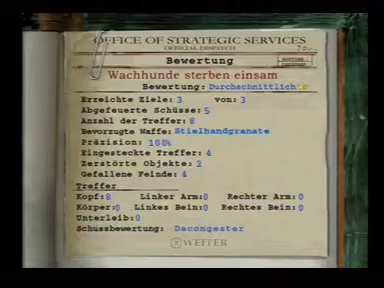 OFFICE OF STRATEGIC SERVICES
OFFICIAL DISPATCH
Bewertung
Wachhunde sterben einsam
Bewertung: Durchschnittlich
Erreichte Ziele: 3 von: 3
Abgefeuerte Schüsse: 5
Anzahl der Treffer: 8
Bevorzugte Waffe: Stielhandgranate
Präzision: 100%
Eingesteckte Treffer: 4
Zerstörte Objekte: 2
Gefallene Feinde: 4
Treffer
Kopf: 8 Linker Arm: 0 Rechter Arm: 0
Körper: 0 Linkes Bein: 0 Rechtes Bein: 0
Unterleib: 0
Schussbewertung: Decongester
WEITER